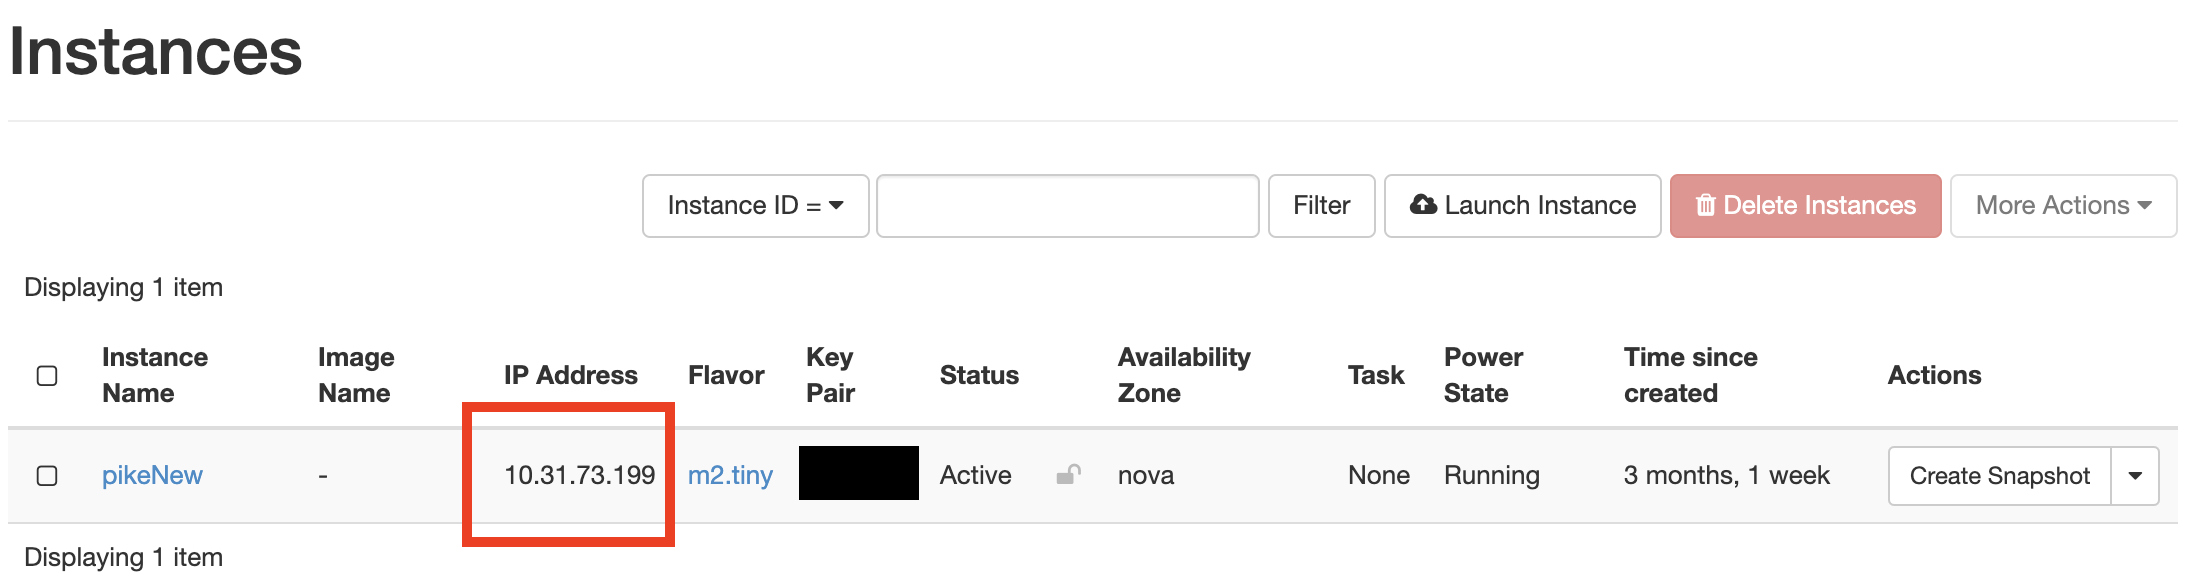 Instances
Instance ID = Filter Launch Instance Delete Instances More Actions
Displaying 1 item
Instance Name Image Name IP Address Flavor Key Pair Status Availability Zone Task Power State Time since created Actions
pikeNew - 10.31.73.199 m2.tiny Active nova None Running 3 months, 1 week Create Snapshot
Displaying 1 item